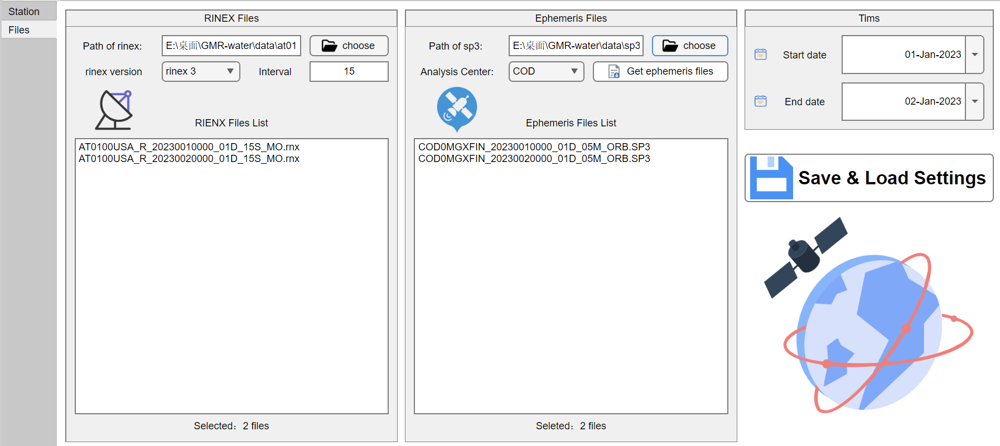 Station
Files
RINEX Files
Path of rinex:
E:\桌面\GMR-water\data\at01
choose
rinex version
rinex 3
Interval
15
RIENX Files List
AT0100USA_R_20230010000_01D_15S_MO.rnx
AT0100USA_R_20230020000_01D_15S_MO.rnx
Selected：2 files
Ephemeris Files
Path of sp3:
E:\桌面\GMR-water\data\sp3
choose
Analysis Center:
COD
Get ephemeris files
Ephemeris Files List
COD0MGXFIN_20230010000_01D_05M_ORB.SP3
COD0MGXFIN_20230020000_01D_05M_ORB.SP3
Seleted：2 files
Tims
Start date
01-Jan-2023
End date
02-Jan-2023
Save & Load Settings